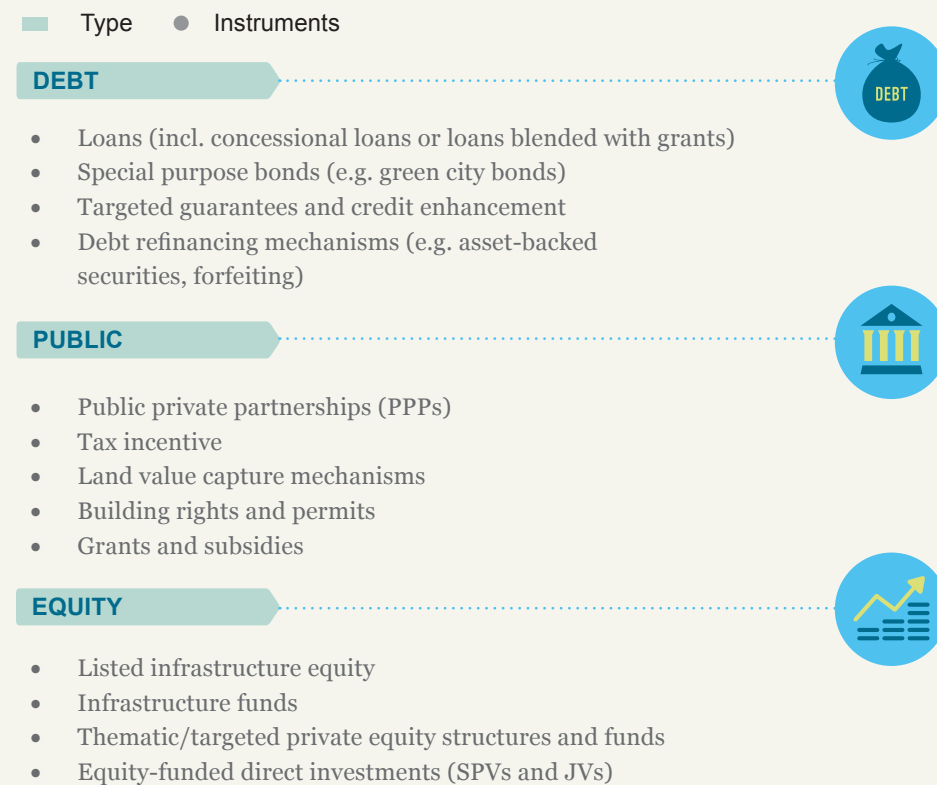 Type Instruments
DEBT
DEBT
• Loans (incl. concessional loans or loans blended with grants)
• Special purpose bonds (e.g. green city bonds)
• Targeted guarantees and credit enhancement
• Debt refinancing mechanisms (e.g. asset-backed
securities, forfeiting)
PUBLIC
• Public private partnerships (PPPs)
• Tax incentive
• Land value capture mechanisms
• Building rights and permits
• Grants and subsidies
EQUITY
• Listed infrastructure equity
• Infrastructure funds
• Thematic/targeted private equity structures and funds
• Equity-funded direct investments (SPVs and JVs)